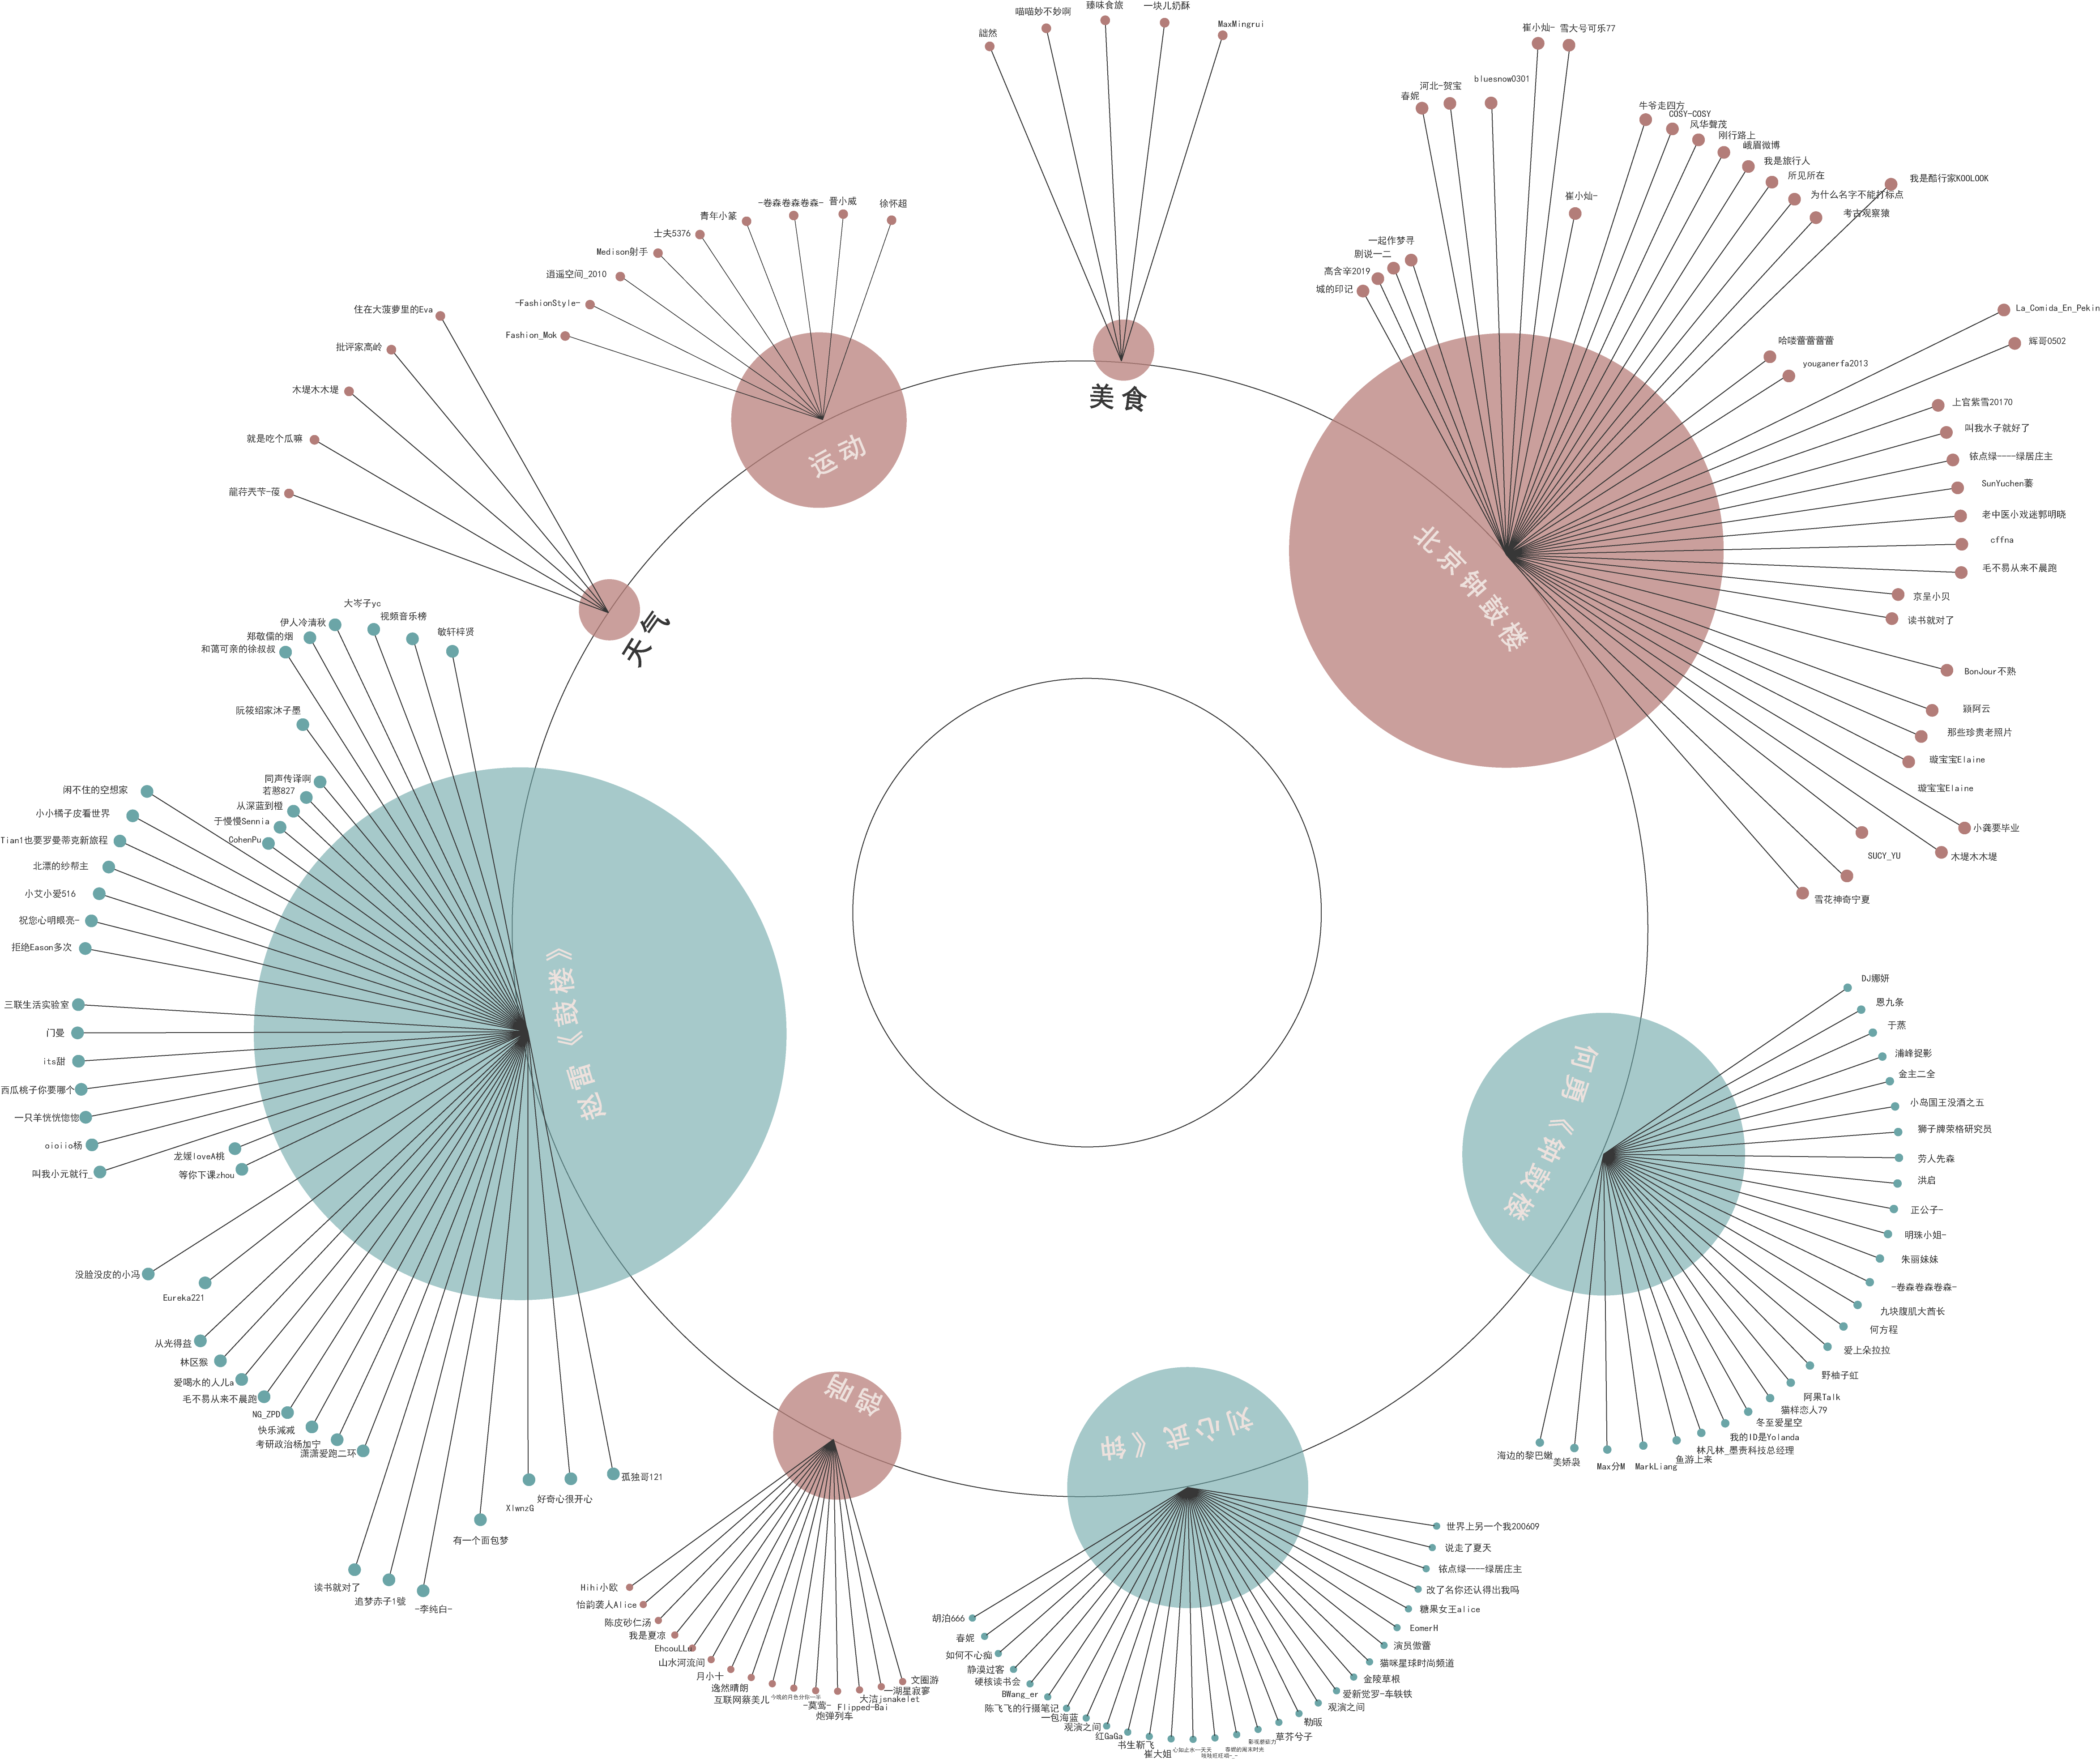 謐然
喵喵妙不妙啊
臻味食旅
一块儿奶酥
MaxMingrui
美食
春妮
河北-贺宝
bluesnow0301
崔小灿-
雪大号可乐77
崔小灿-
牛爷走四方
COSY-COSY
风华聲茂
刚行路上
峨眉微博
我是旅行人
所见所在
为什么名字不能打标点
考古观察猿
我是酷行家KOOLOOK
一起作梦寻
剧说一二
高含辛2019
城的印记
哈喽蕾蕾蕾蕾
youganerfa2013
La_Comida_En_Pekin
辉哥0502
上官紫雪20170
叫我水子就好了
铱点绿----绿居庄主
SunYuchen蓁
老中医小戏迷郭明晓
cffna
毛不易从来不晨跑
京呈小贝
读书就对了
BonJour不熟
颍阿云
那些珍贵老照片
璇宝宝Elaine
璇宝宝Elaine
小龚要毕业
木堤木木堤
SUCY_YU
雪花神奇宁夏
北京钟鼓楼
徐怀超
普小威
-卷森卷森卷森-
青年小篆
士夫5376
Medison射手
逍遥空间_2010
-FashionStyle-
Fashion_Mok
运动
住在大菠萝里的Eva
批评家高岭
木堤木木堤
就是吃个瓜嘛
龍荇兲苄-葰
天气
大岑子yc
视频音乐榜
敏轩梓贤
伊人冷清秋
郑敬儒的烟
和蔼可亲的徐叔叔
阮筱绍家沐子墨
同声传译啊
若憨827
从深蓝到橙
于慢慢Sennia
CohenPu
闲不住的空想家
小小橘子皮看世界
Tian1也要罗曼蒂克新旅程
北漂的纱帮主
小艾小爱516
祝您心明眼亮-
拒绝Eason多次
三联生活实验室
门曼
its甜
西瓜桃子你要哪个
一只羊恍恍惚惚
oioiio杨
叫我小元就行_
龙媛loveA桃
等你下课zhou
没脸没皮的小冯
Eureka221
从光得益
林区猴
爱喝水的人儿a
毛不易从来不晨跑
NG_ZPD
快乐減减
考研政治杨加宁
潇潇爱跑二环
读书就对了
追梦赤子1號
-李纯白-
有一个面包梦
XlwnzG
好奇心很开心
孤独哥121
赵雷《鼓楼》
DJ娜妍
恩九条
于蒸
浦峰捉影
金主二全
小岛国王没酒之五
狮子牌荣格研究员
劳人先森
洪启
正公子-
明珠小姐-
朱丽妹妹
-卷森卷森卷森-
九块腹肌大酋长
何方程
爱上朵拉拉
野柚子虹
阿果Talk
猫样恋人79
冬至爱星空
我的ID是Yolanda
林凡林_墨责科技总经理
鱼游上来
MarkLiang
Max分M
美娇袅
海边的黎巴嫩
何勇《钟鼓楼
鸽哨
Hihi小欧
怡韵袭人Alice
陈皮砂仁汤
我是夏凉
EhcouLLu
山水河流间
月小十
逸然晴朗
互联网蔡美儿
今晚的月色分你一半
-莫莺-
炮弹列车
Flipped-Bai
大洁jsnakelet
一湖星寂寥
文圈游
刘心武《钟
世界上另一个我200609
说走了夏天
铱点绿----绿居庄主
改了名你还认得出我吗
糖果女王alice
EomerH
演员傲蕾
猫咪星球时尚频道
金陵草根
爱新觉罗-车轶铁
观演之间
勒皈
草芥兮子
崔大姐
书生靳飞
红GaGa
观演之间
一包海蓝
陈飞飞的行摄笔记
BWang_er
硬核读书会
静漠过客
如何不心痴
春妮
胡泊666